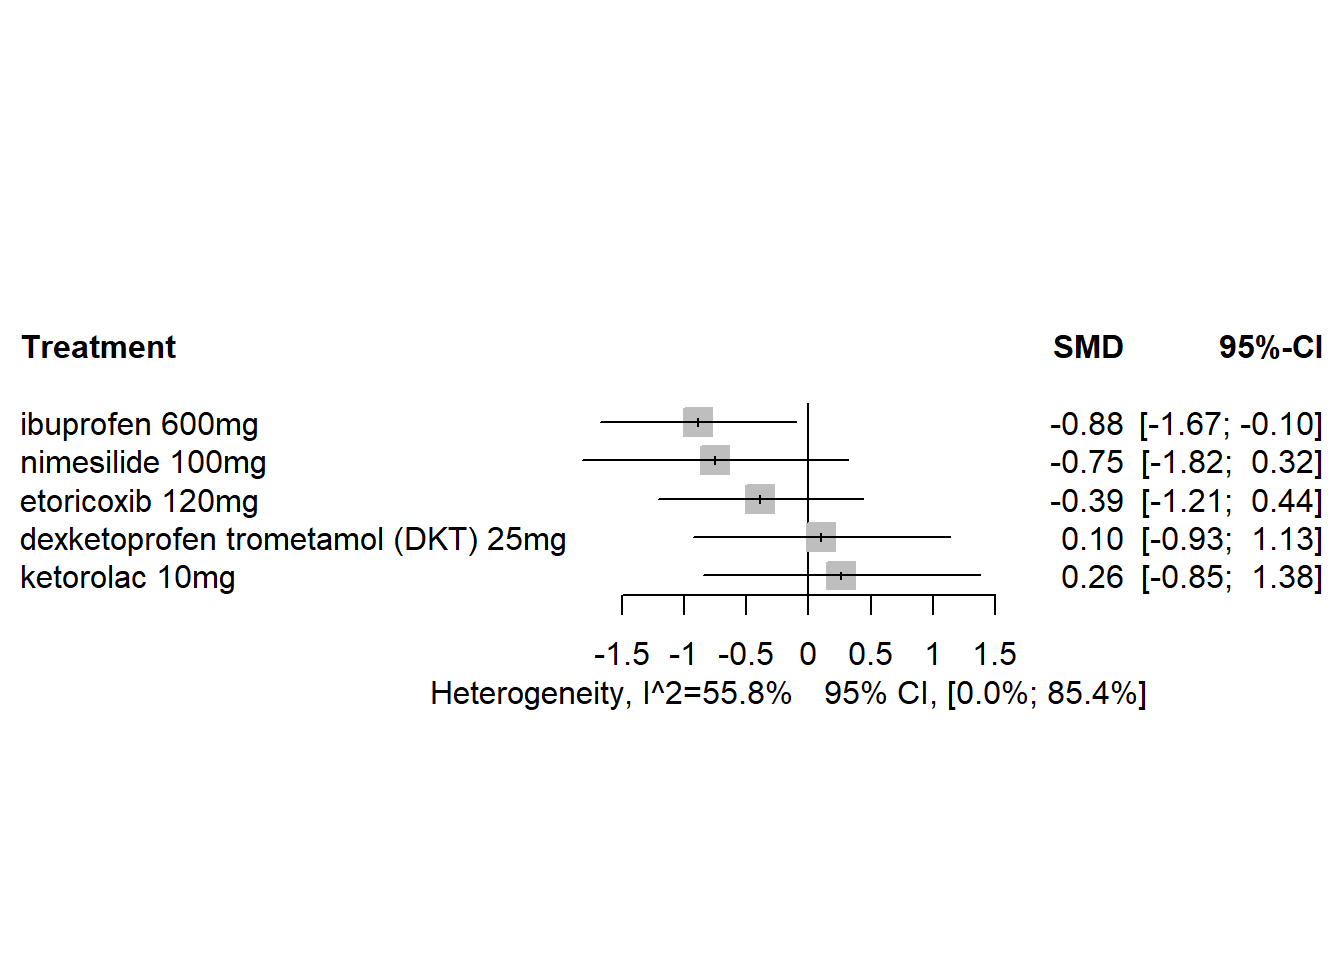 Treatment SMD 95%-CI
ibuprofen 600mg -0.88 [-1.67; -0.10]
nimesilide 100mg -0.75 [-1.82; 0.32]
etoricoxib 120mg -0.39 [-1.21; 0.44]
dexketoprofen trometamol (DKT) 25mg 0.10 [-0.93; 1.13]
ketorolac 10mg 0.26 [-0.85; 1.38]
-1.5 -1 -0.5 0 0.5 1 1.5
Heterogeneity, I^2=55.8% 95% CI, [0.0%; 85.4%]